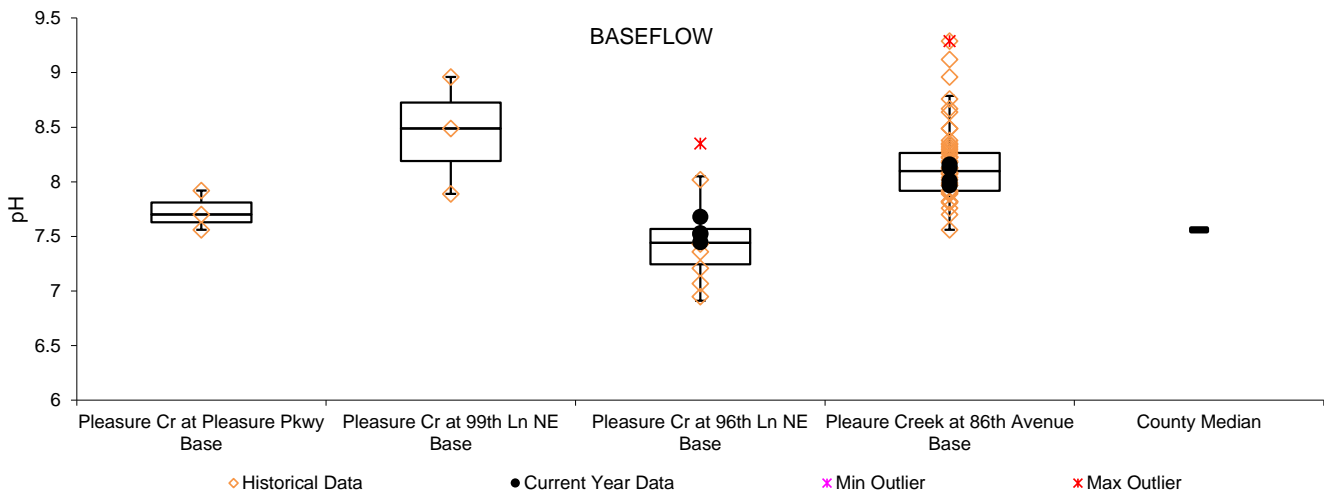 BASEFLOW
9.5
9
8.5
8
7.5
7
6.5
6
pH
Pleasure Cr at Pleasure Pkwy
Base
Pleasure Cr at 99th Ln NE
Base
Pleasure Cr at 96th Ln NE
Base
Pleaure Creek at 86th Avenue
Base
County Median
Historical Data
Current Year Data
Min Outlier
Max Outlier